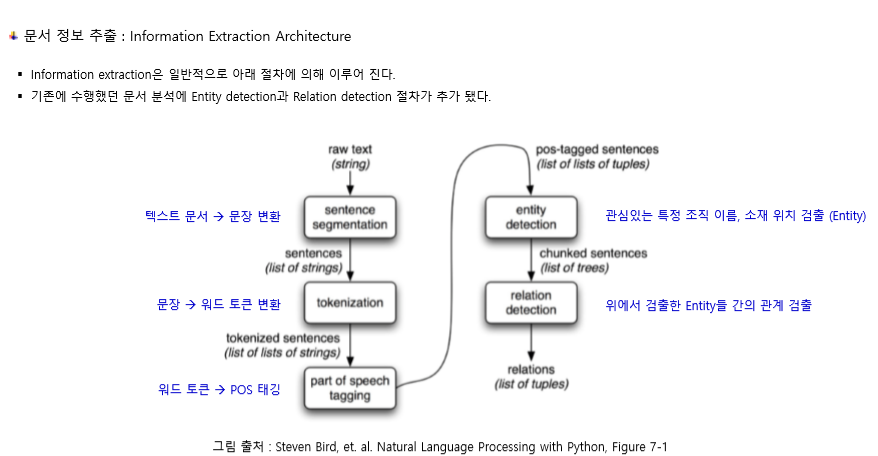 문서 정보 추출 : Information Extraction Architecture
▪ Information extraction은 일반적으로 아래 절차에 의해 이루어 진다.
▪ 기존에 수행했던 문서 분석에 Entity detection과 Relation detection 절차가 추가 됐다.
raw text
(string)
텍스트 문서 → 문장 변환
sentence
segmentation
sentences
(list of strings)
문장 → 워드 토큰 변환
tokenization
tokenized sentences
(list of lists of strings)
워드 토큰 → POS 태깅
part of speech
tagging
pos-tagged sentences
(list of lists of tuples)
entity
detection
관심있는 특정 조직 이름, 소재 위치 검출 (Entity)
chunked sentences
(list of trees)
relation
detection
위에서 검출한 Entity들 간의 관계 검출
relations
(list of tuples)
그림 출처 : Steven Bird, et. al. Natural Language Processing with Python, Figure 7-1